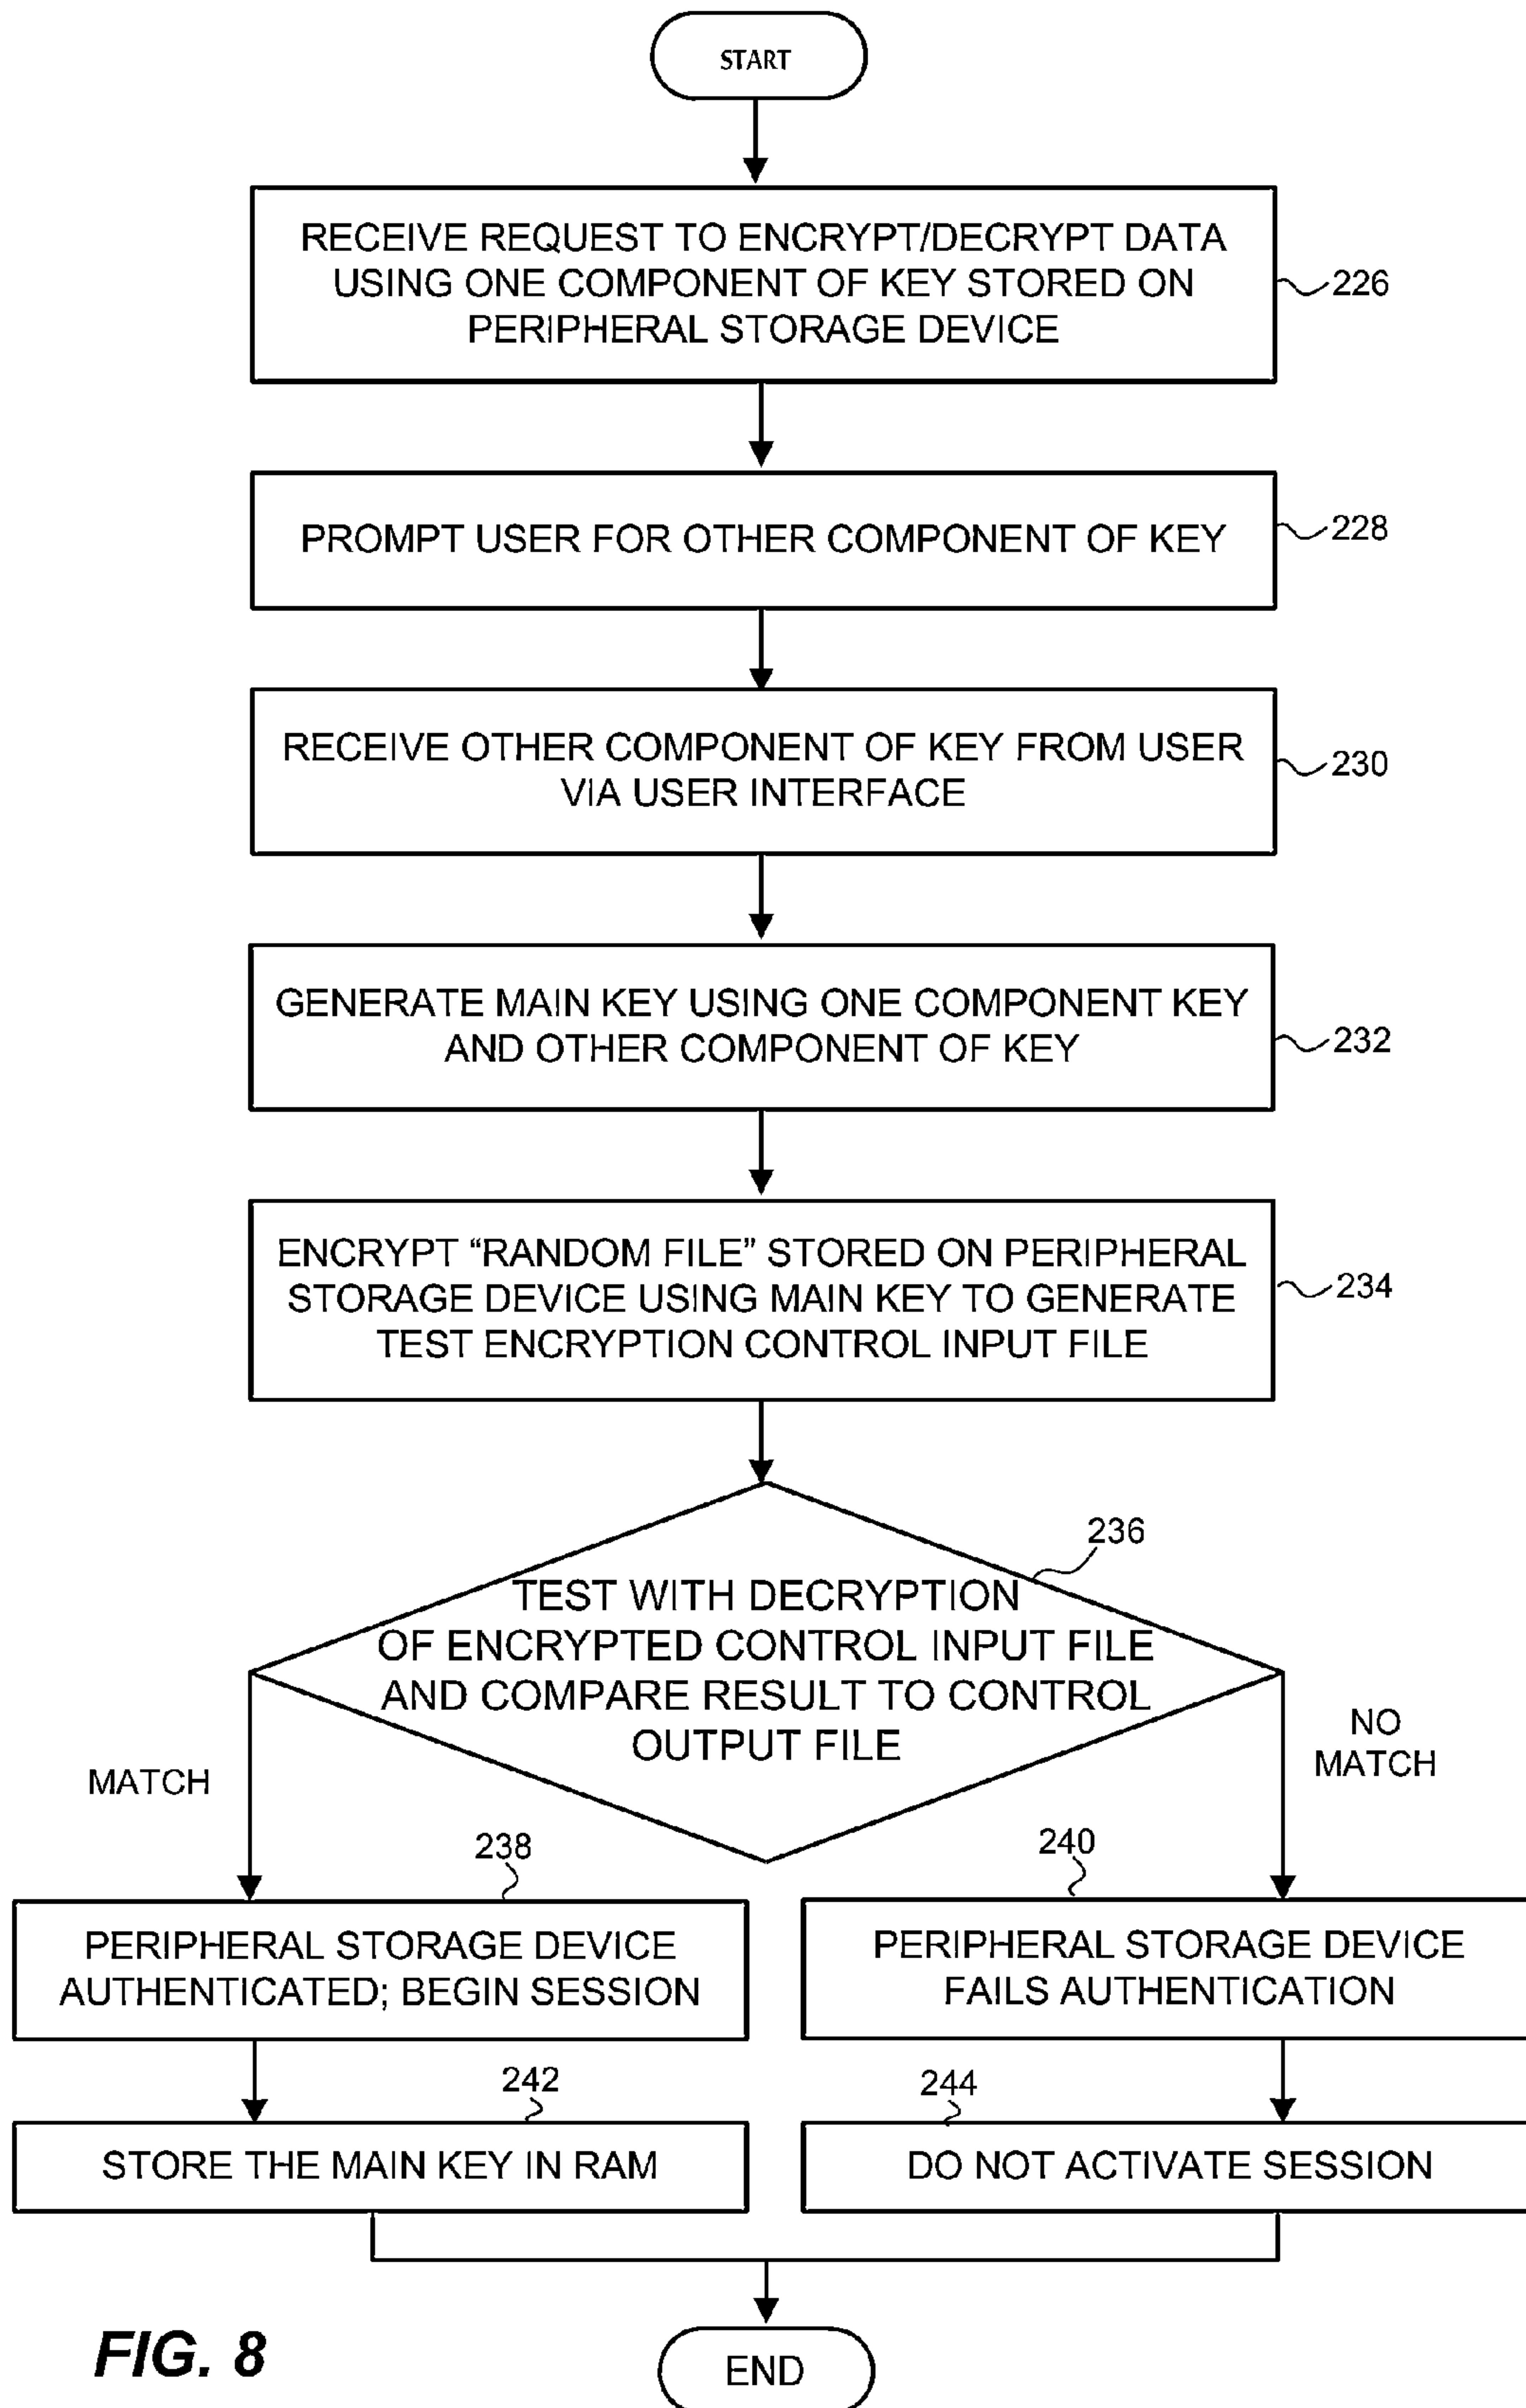 START
RECEIVE REQUEST TO ENCRYPT/DECRYPT DATA
USING ONE COMPONENT OF KEY STORED ON
PERIPHERAL STORAGE DEVICE
226
PROMPT USER FOR OTHER COMPONENT OF KEY
228
RECEIVE OTHER COMPONENT OF KEY FROM USER
VIA USER INTERFACE
230
GENERATE MAIN KEY USING ONE COMPONENT KEY
AND OTHER COMPONENT OF KEY
232
ENCRYPT “RANDOM FILE” STORED ON PERIPHERAL
STORAGE DEVICE USING MAIN KEY TO GENERATE
TEST ENCRYPTION CONTROL INPUT FILE
234
236
TEST WITH DECRYPTION
OF ENCRYPTED CONTROL INPUT FILE
AND COMPARE RESULT TO CONTROL
OUTPUT FILE
MATCH
NO
MATCH
238
PERIPHERAL STORAGE DEVICE
AUTHENTICATED; BEGIN SESSION
240
PERIPHERAL STORAGE DEVICE
FAILS AUTHENTICATION
242
STORE THE MAIN KEY IN RAM
244
DO NOT ACTIVATE SESSION
FIG. 8
END